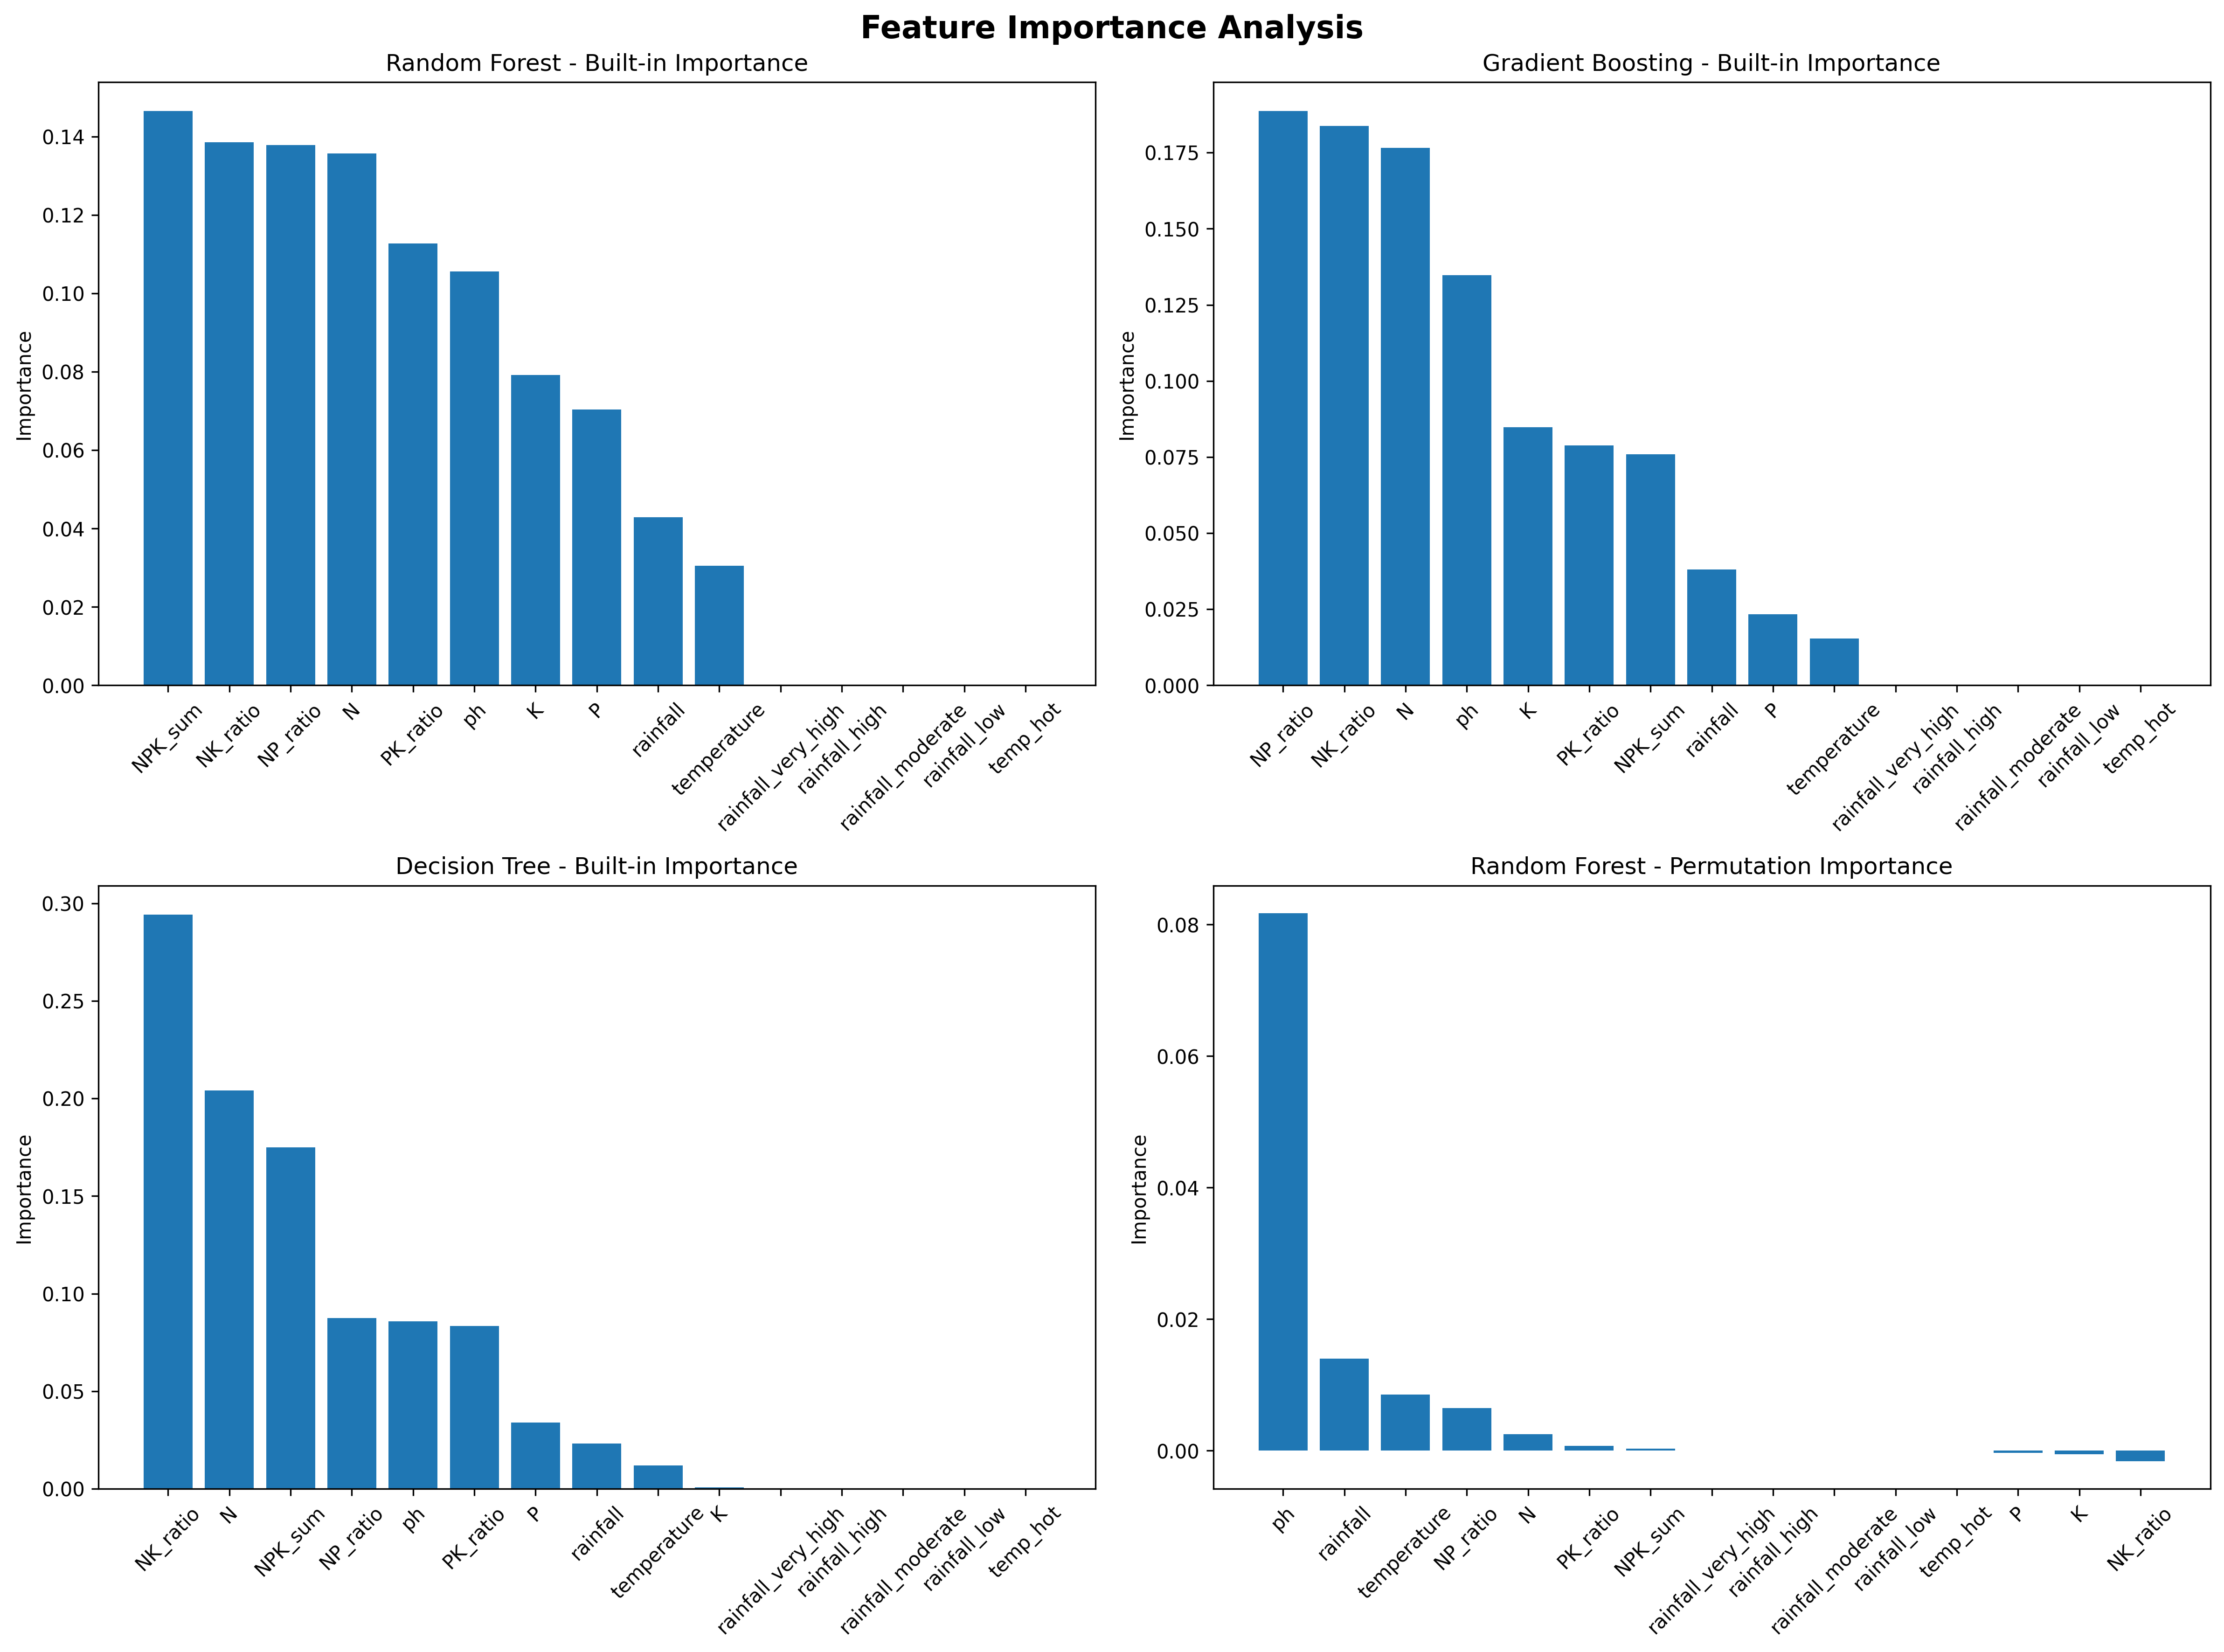 Feature Importance Analysis
Random Forest - Built-in Importance
Importance
0.14
0.12
0.10
0.08
0.06
0.04
0.02
0.00
NPK_sum
NK_ratio
NP_ratio
N
PK_ratio
ph
K
P
rainfall
temperature
rainfall_very_high
rainfall_high
rainfall_moderate
rainfall_low
temp_hot
Gradient Boosting - Built-in Importance
Importance
0.175
0.150
0.125
0.100
0.075
0.050
0.025
0.000
NP_ratio
NK_ratio
N
ph
K
PK_ratio
NPK_sum
rainfall
P
temperature
rainfall_very_high
rainfall_high
rainfall_moderate
rainfall_low
temp_hot
Decision Tree - Built-in Importance
Importance
0.30
0.25
0.20
0.15
0.10
0.05
0.00
NK_ratio
N
NPK_sum
NP_ratio
ph
PK_ratio
P
rainfall
temperature
K
rainfall_very_high
rainfall_high
rainfall_moderate
rainfall_low
temp_hot
Random Forest - Permutation Importance
Importance
0.08
0.06
0.04
0.02
0.00
ph
rainfall
temperature
NP_ratio
N
PK_ratio
NPK_sum
rainfall_very_high
rainfall_high
rainfall_moderate
rainfall_low
temp_hot
P
K
NK_ratio